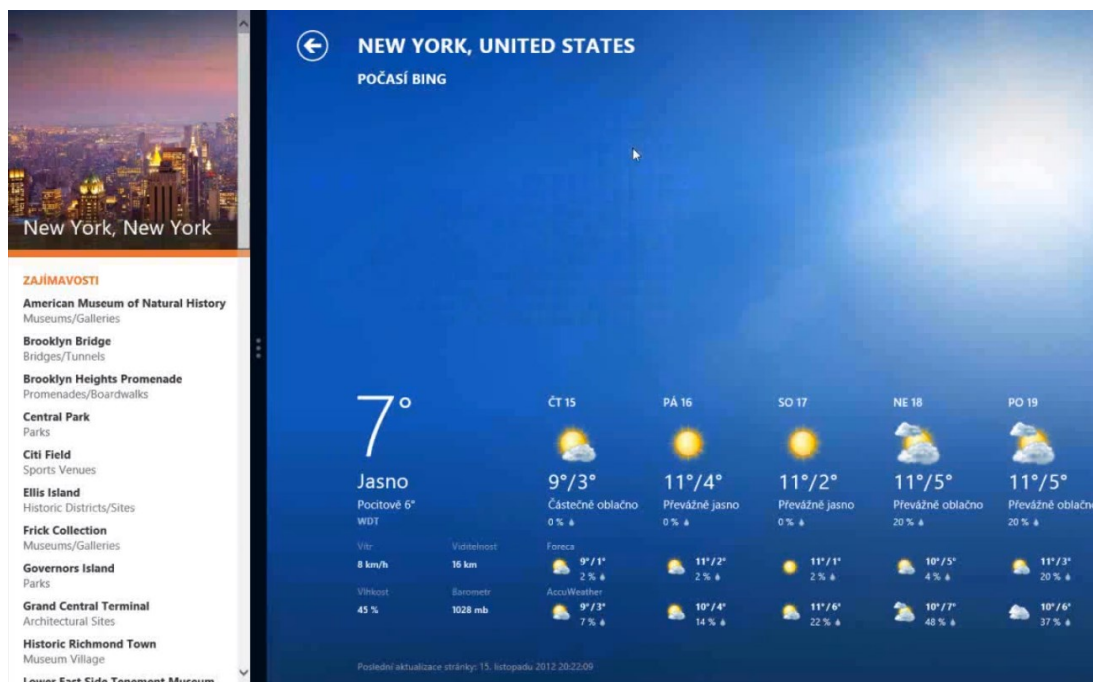 New York, New York
ZAJÍMAVOSTI
American Museum of Natural History
Museums/Galleries
Brooklyn Bridge
Bridges/Tunnels
Brooklyn Heights Promenade
Promenades/Boardwalks
Central Park
Parks
Citi Field
Sports Venues
Ellis Island
Historic Districts/Sites
Frick Collection
Museums/Galleries
Governors Island
Parks
Grand Central Terminal
Architectural Sites
Historic Richmond Town
Museum Village
Lower East Side Tenement Museum
NEW YORK, UNITED STATES
POČASÍ BING
7°
Jasno
Pocitově 6°
WDT
Vítr Viditelnost
8 km/h 16 km
Vlhkost Barometr
45 % 1028 mb
ČT 15 PÁ 16 SO 17 NE 18 PO 19
9°/3° 11°/4° 11°/2° 11°/5° 11°/5°
Částečně oblačno Převážně jasno Převážně jasno Převážně oblačno Převážně oblačno
0 % 0 % 0 % 20 % 20 %
Foreca
9°/1° 11°/2° 11°/1° 10°/5° 11°/3°
2 % 2 % 2 % 4 % 20 %
AccuWeather
9°/3° 10°/4° 11°/6° 10°/7° 10°/6°
7 % 14 % 22 % 48 % 37 %
Poslední aktualizace stránky: 15. listopadu 2012 20:22:09